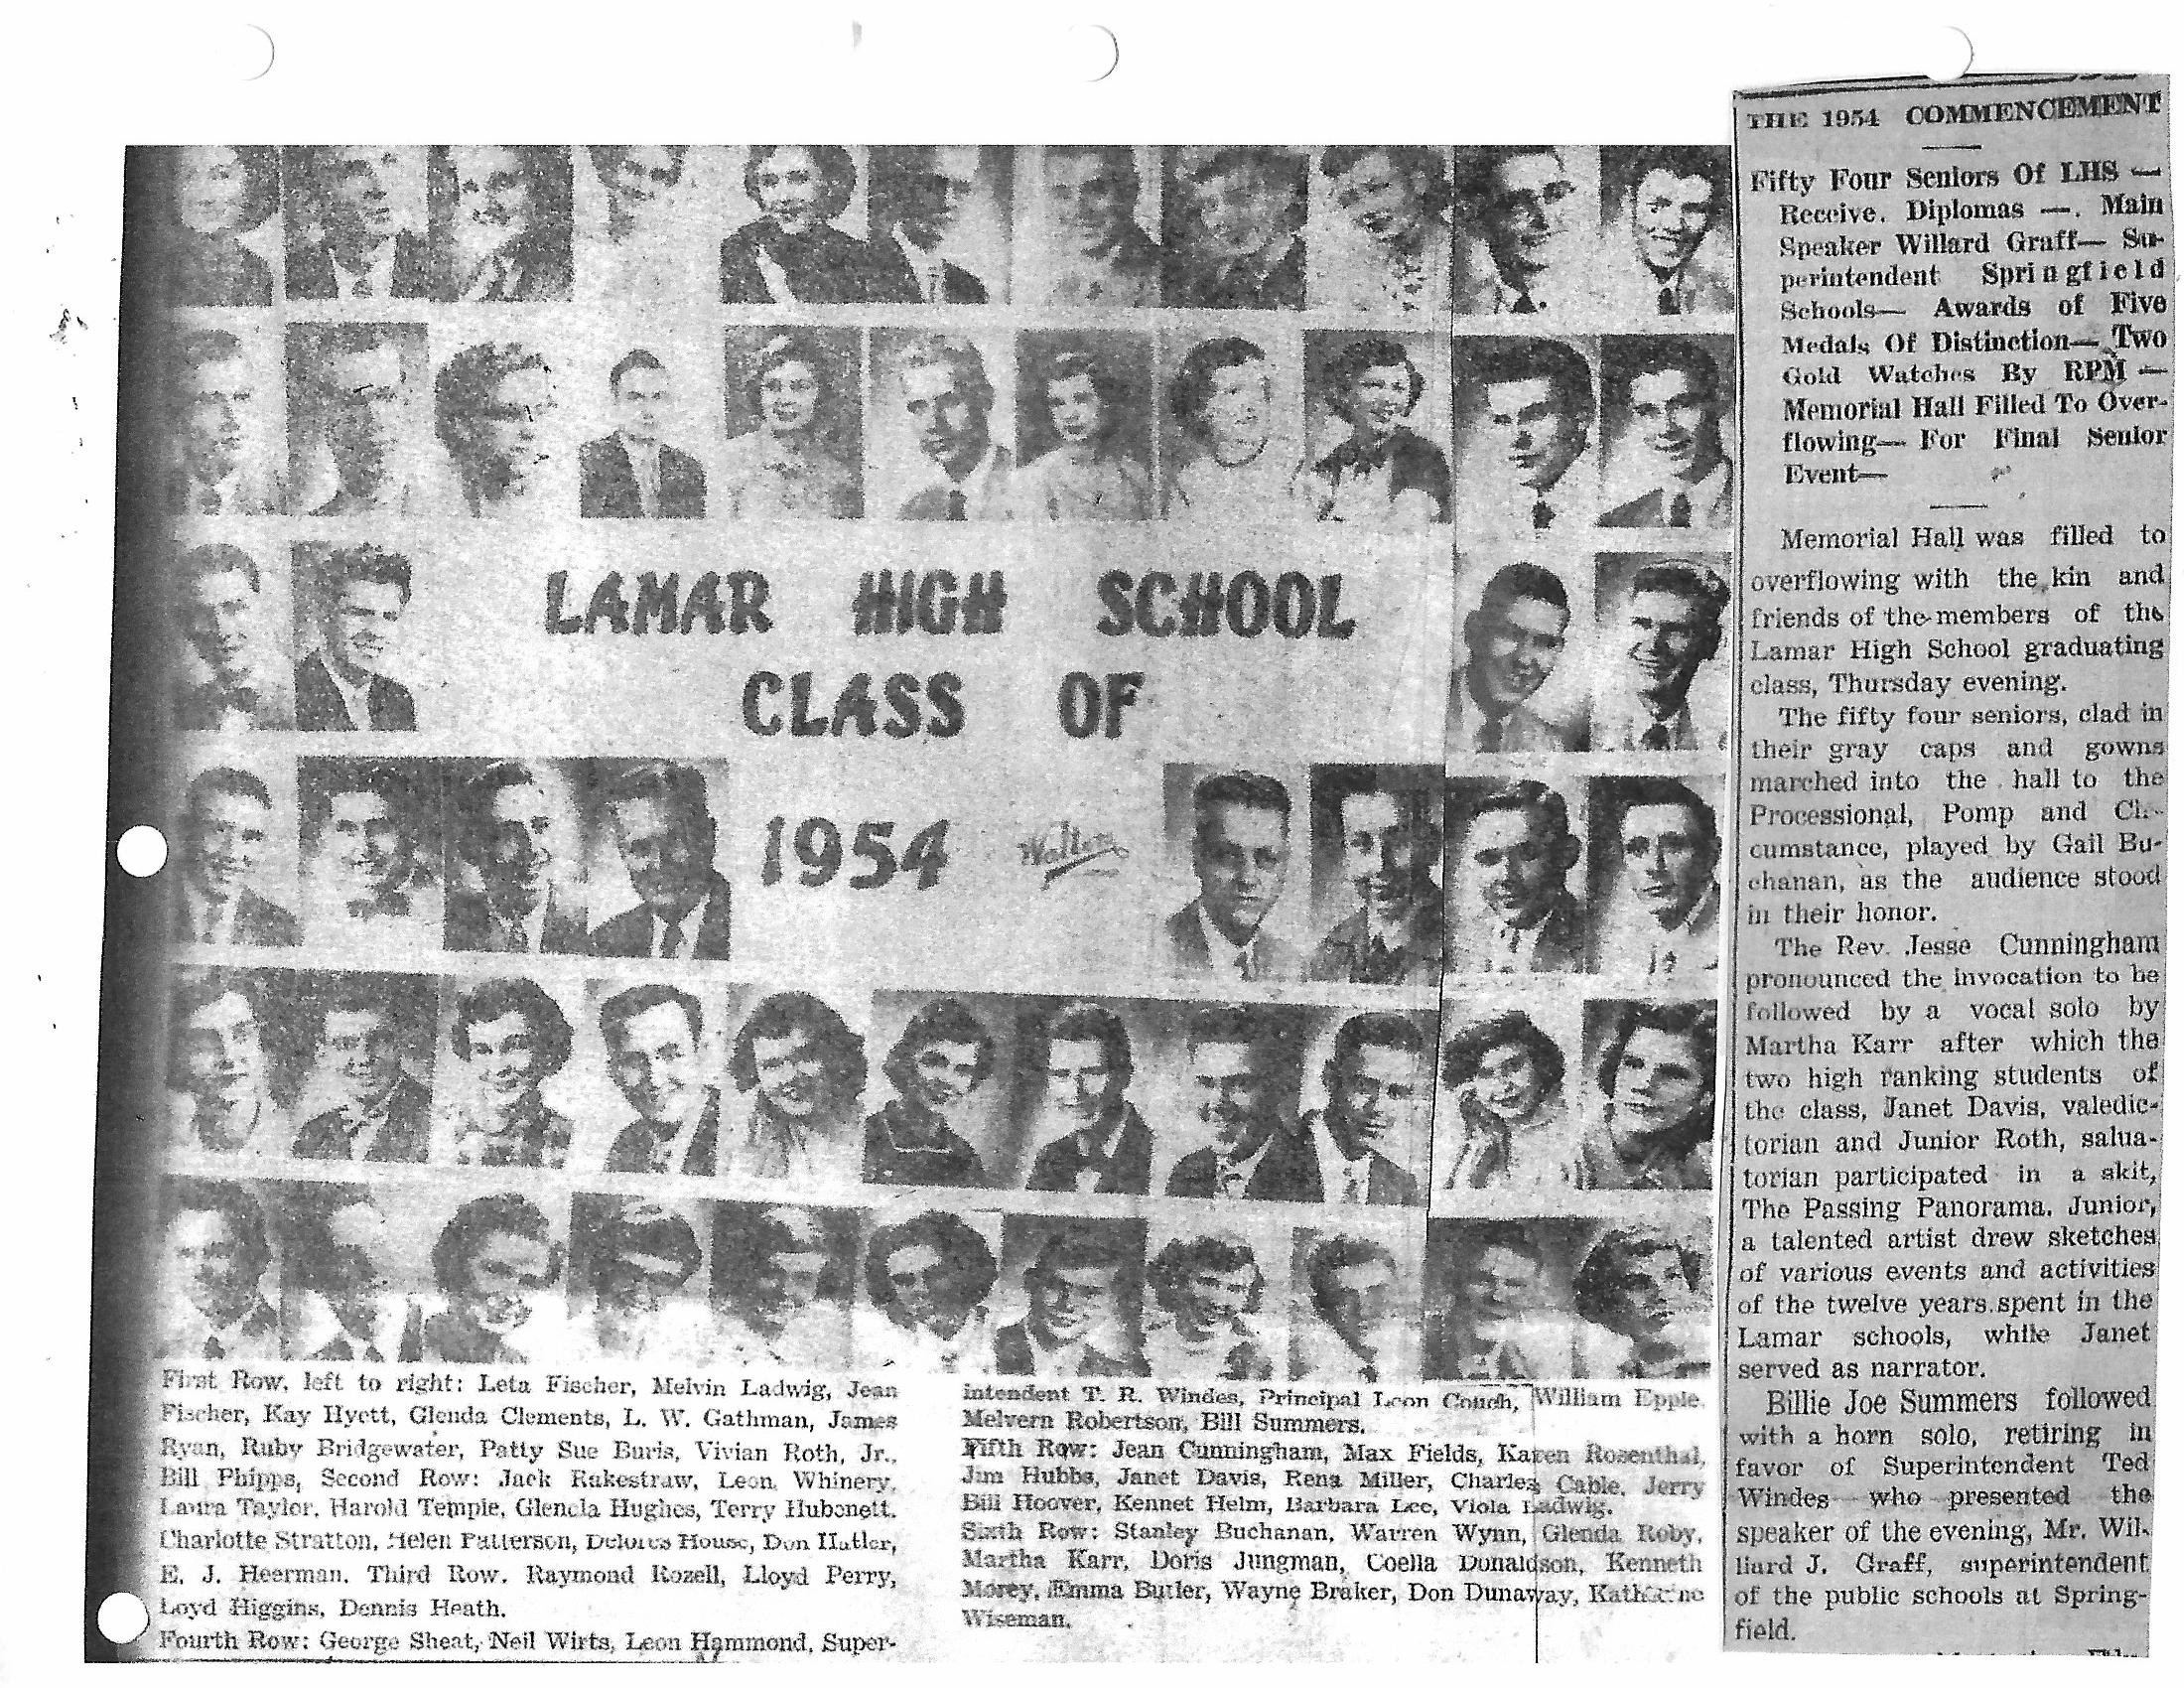 LAMAR HIGH SCHOOL
CLASS OF
1954 Walters
First Row, left to right: Leta Fischer, Melvin Ladwig, Jean
Fischer, Kay Hyett, Glenda Clements, L. W. Gathman, James
Ryan, Ruby Bridgewater, Patty Sue Buris, Vivian Roth, Jr.,
Bill Phipps, Second Row: Jack Rakestraw, Leon Whinery,
Laura Taylor, Harold Temple, Glenda Hughes, Terry Hubenett,
Charlotte Stratton, Helen Patterson, Delores House, Don Hutler,
E. J. Heerman. Third Row. Raymond Rozell, Lloyd Perry,
Loyd Higgins, Dennis Heath.
Fourth Row: George Sheat, Neil Wirts, Leon Hammond, Super-
intendent T. R. Windes, Principal Leon Couch, William Epple,
Melvern Robertson, Bill Summers.
Fifth Row: Jean Cunningham, Max Fields, Karen Rosenthal,
Jim Hubbs, Janet Davis, Rena Miller, Charles Cable, Jerry
Bill Hoover, Kennet Helm, Barbara Lee, Viola Ladwig.
Sixth Row: Stanley Buchanan, Warren Wynn, Glenda Roby,
Martha Karr, Doris Jungman, Coella Donaldson, Kenneth
Morey, Emma Butler, Wayne Braker, Don Dunaway, Katherine
Wiseman.
THE 1954 COMMENCEMENT
Fifty Four Seniors Of LHS —
Receive. Diplomas —. Main
Speaker Willard Graff— Su-
perintendent Springfield
Schools— Awards of Five
Medals Of Distinction— Two
Gold Watches By RPM —
Memorial Hall Filled To Over-
flowing— For Final Senior
Event—
Memorial Hall was filled to
overflowing with the kin and
friends of the members of the
Lamar High School graduating
class, Thursday evening.
The fifty four seniors, clad in
their gray caps and gowns
marched into the hall to the
Processional, Pomp and Cir-
cumstance, played by Gail Bu-
chanan, as the audience stood
in their honor.
The Rev. Jesse Cunningham
pronounced the invocation to be
followed by a vocal solo by
Martha Karr after which the
two high ranking students of
the class, Janet Davis, valedic-
torian and Junior Roth, salua-
torian participated in a skit,
The Passing Panorama. Junior,
a talented artist drew sketches
of various events and activities
of the twelve years spent in the
Lamar schools, while Janet
served as narrator.
Billie Joe Summers followed
with a horn solo, retiring in
favor of Superintendent Ted
Windes who presented the
speaker of the evening, Mr. Wil-
liard J. Graff, superintendent
of the public schools at Spring-
field.